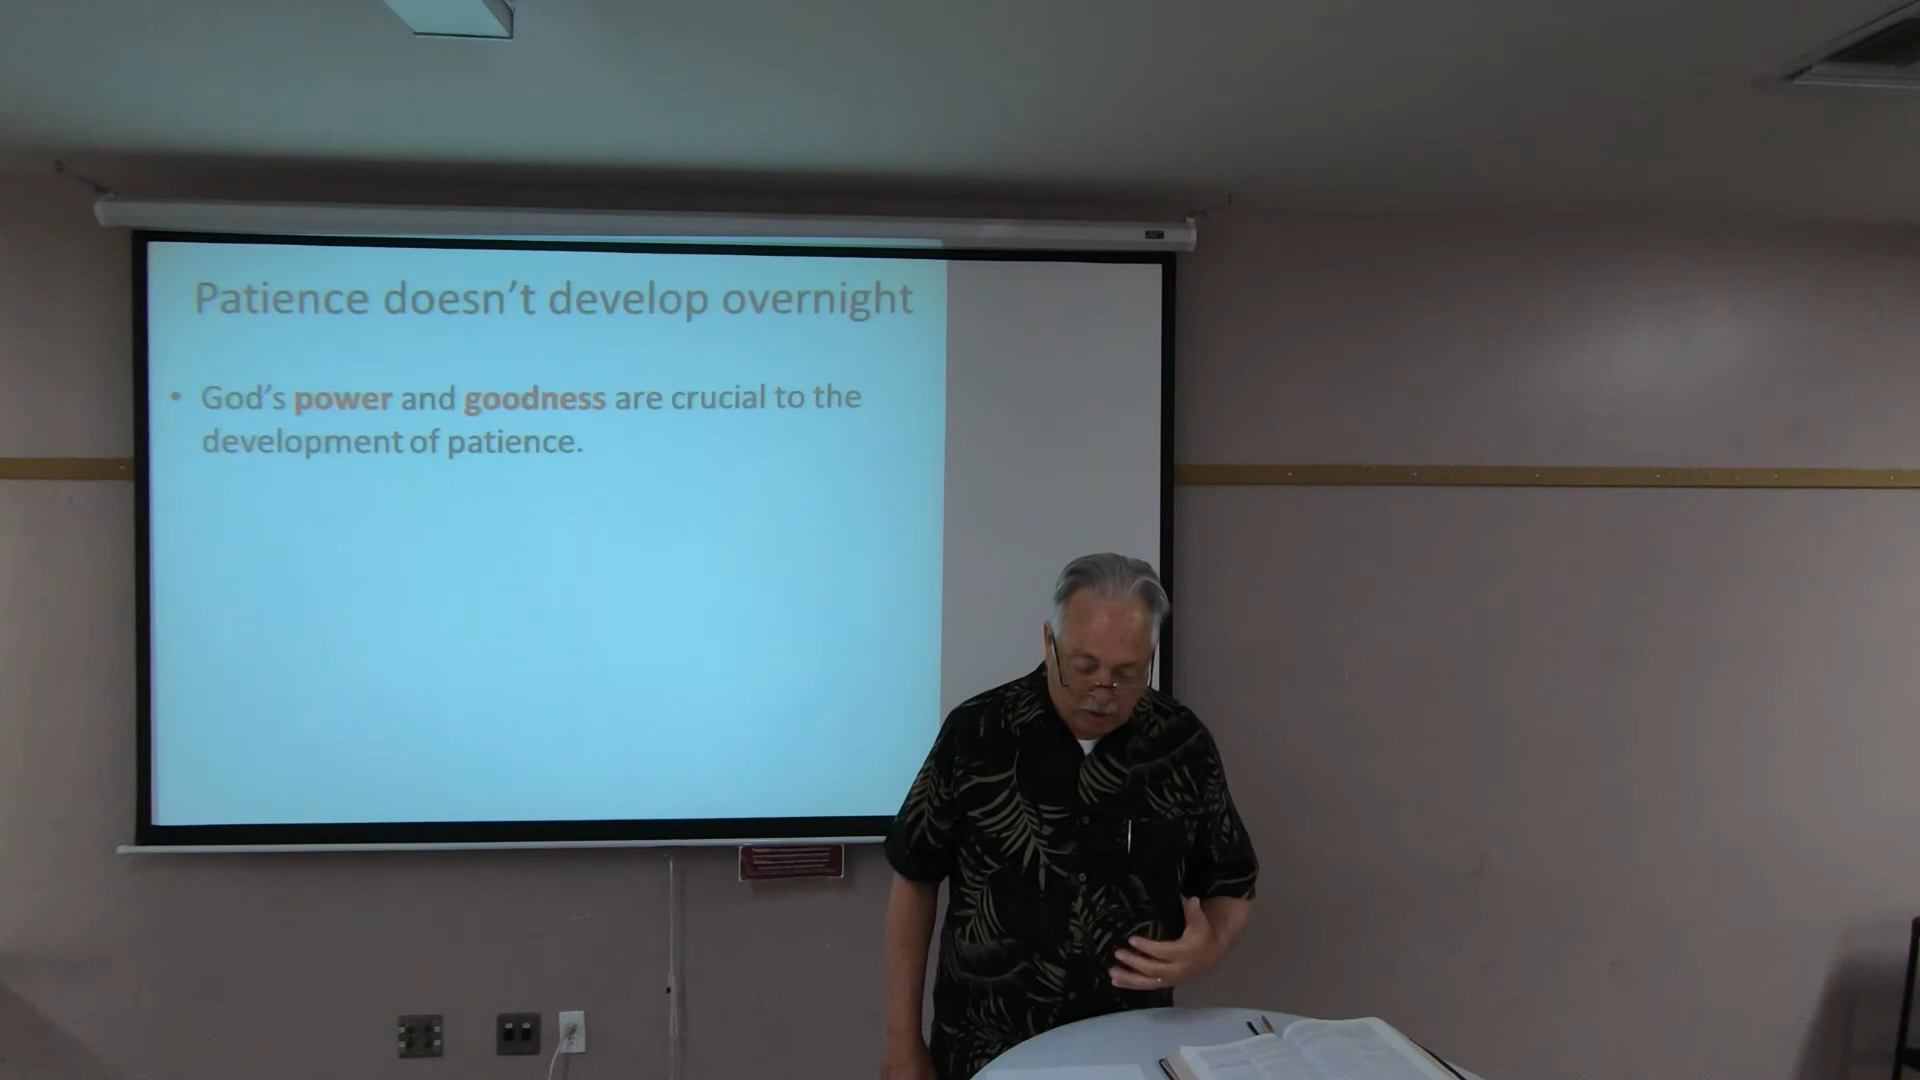 Patience doesn’t develop overnight
• God’s power and goodness are crucial to the
development of patience.